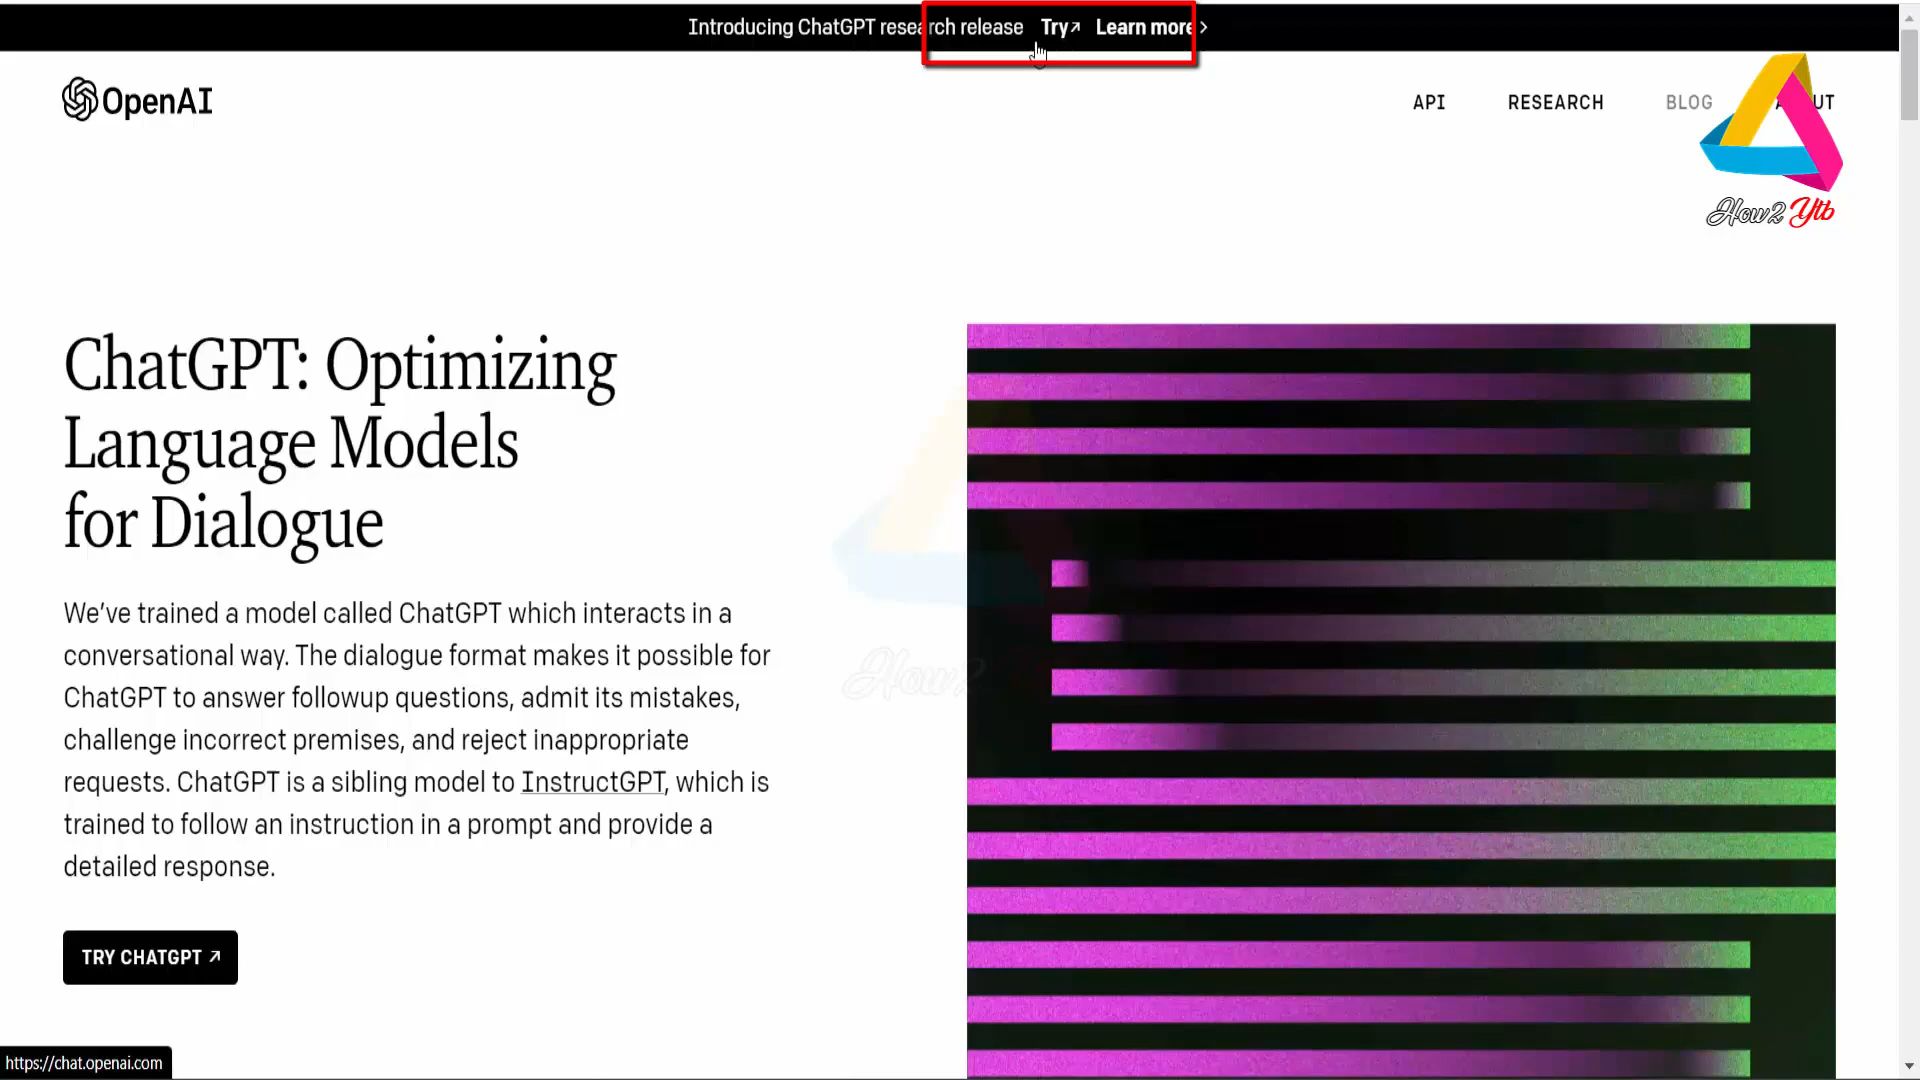 Introducing ChatGPT research release Try↗ Learn more ›
OpenAI
API RESEARCH BLOG ABOUT
How2 Ytb
ChatGPT: Optimizing
Language Models
for Dialogue
We’ve trained a model called ChatGPT which interacts in a
conversational way. The dialogue format makes it possible for
ChatGPT to answer followup questions, admit its mistakes,
challenge incorrect premises, and reject inappropriate
requests. ChatGPT is a sibling model to InstructGPT, which is
trained to follow an instruction in a prompt and provide a
detailed response.
How2
TRY CHATGPT ↗
https://chat.openai.com